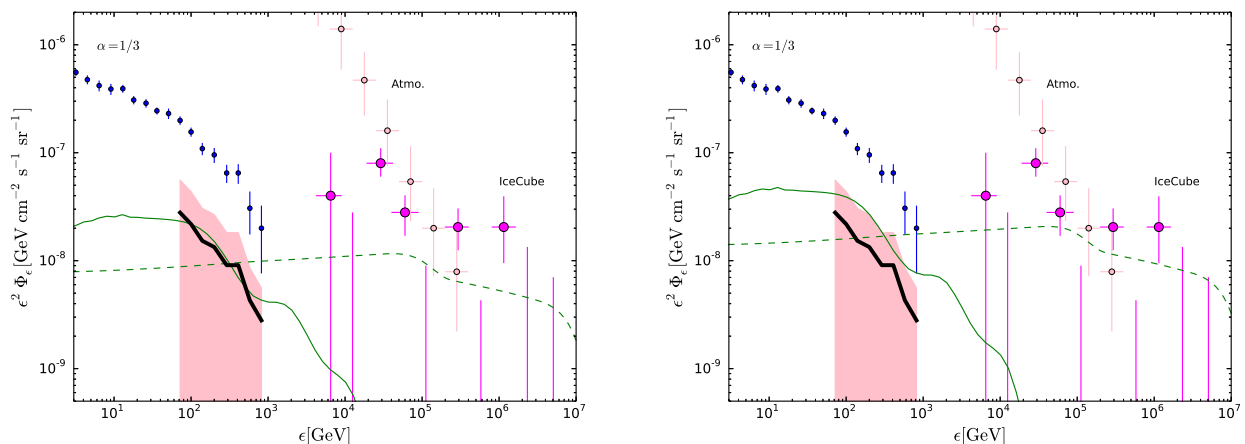 10⁻⁶
α=1/3
Atmo.
10⁻⁷
IceCube
10⁻⁸
10⁻⁹
ϵ² Φ_ϵ [GeV cm⁻² s⁻¹ sr⁻¹]
10¹ 10² 10³ 10⁴ 10⁵ 10⁶ 10⁷
ϵ[GeV]
10⁻⁶
α=1/3
Atmo.
10⁻⁷
IceCube
10⁻⁸
10⁻⁹
ϵ² Φ_ϵ [GeV cm⁻² s⁻¹ sr⁻¹]
10¹ 10² 10³ 10⁴ 10⁵ 10⁶ 10⁷
ϵ[GeV]